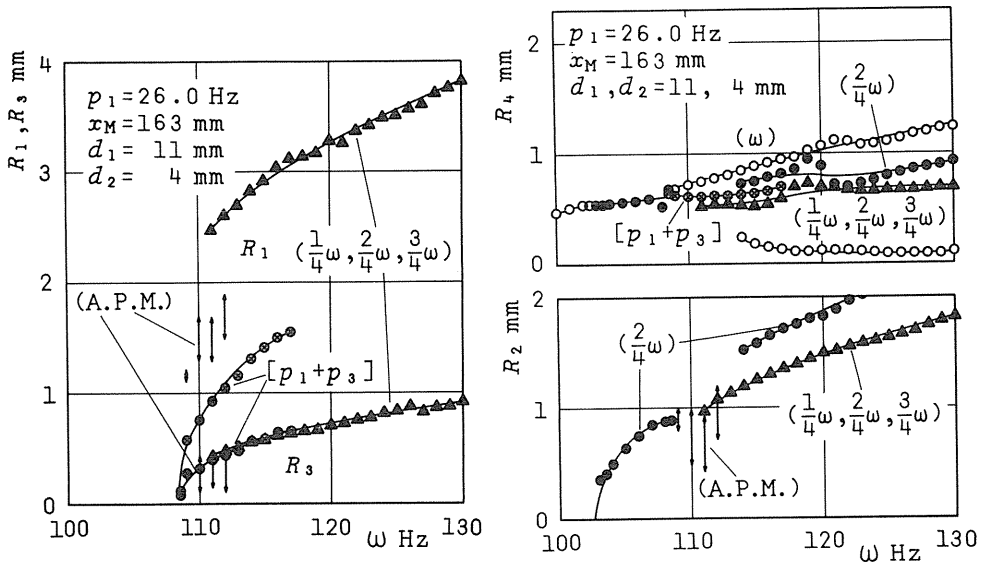 R₁, R₃ mm
4
3
2
1
0
p₁=26.0 Hz
xM=163 mm
d₁= 11 mm
d₂= 4 mm
R₁
(1/4ω, 2/4ω, 3/4ω)
(A.P.M.)
[p₁+p₃]
R₃
100
110
120
130
ω Hz
R₄ mm
2
1
0
p₁=26.0 Hz
xM=163 mm
d₁, d₂=11, 4 mm
(2/4ω)
(ω)
[p₁+p₃]
(1/4ω, 2/4ω, 3/4ω)
R₂ mm
2
1
0
(2/4ω)
(1/4ω, 2/4ω, 3/4ω)
(A.P.M.)
100
110
120
130
ω Hz